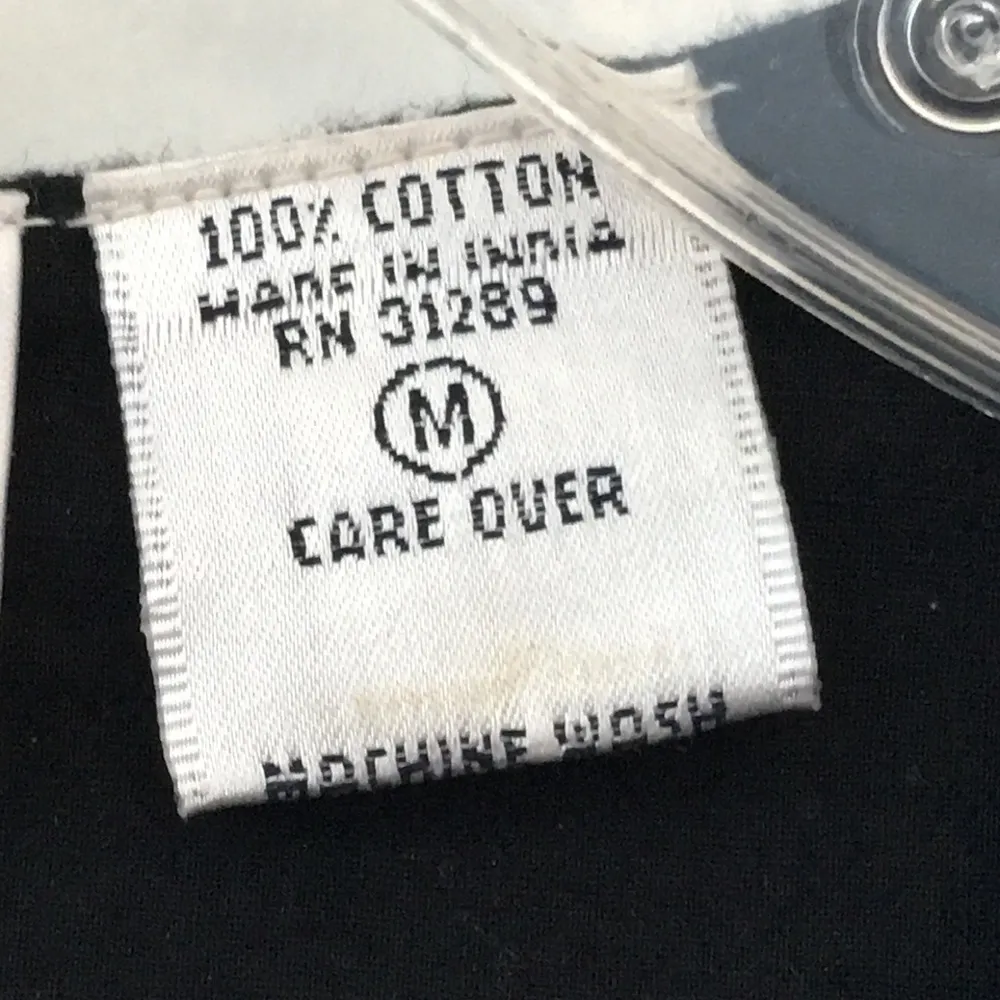 100% COTTON
MADE IN INDIA
RN 31289
M
CARE OVER
MACHINE WASH